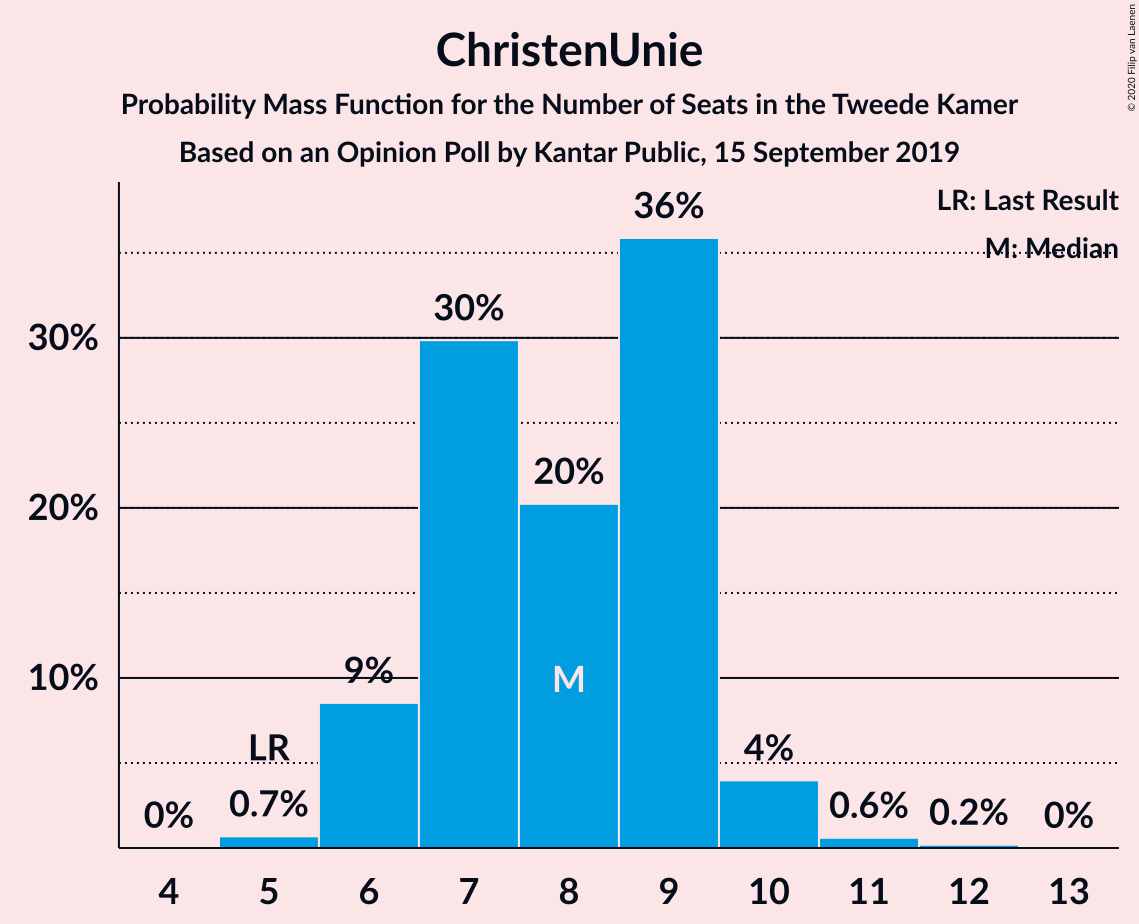 ChristenUnie
Probability Mass Function for the Number of Seats in the Tweede Kamer
Based on an Opinion Poll by Kantar Public, 15 September 2019
© 2020 Filip van Laenen
LR: Last Result
M: Median
36%
30%
30%
20%
20%
M
10%
9%
LR
4%
0%
0.7%
0.6%
0.2%
0%
4 5 6 7 8 9 10 11 12 13